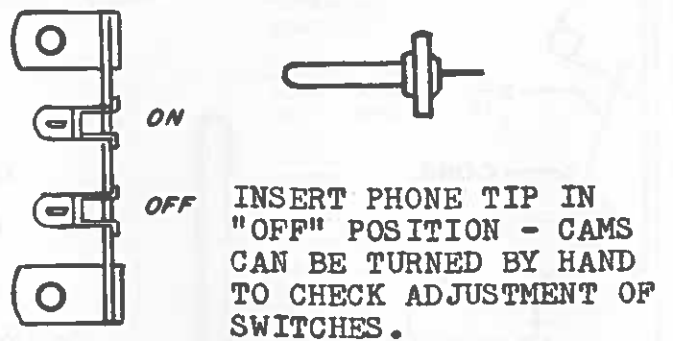 ON
OFF
INSERT PHONE TIP IN
"OFF" POSITION - CAMS
CAN BE TURNED BY HAND
TO CHECK ADJUSTMENT OF
SWITCHES.